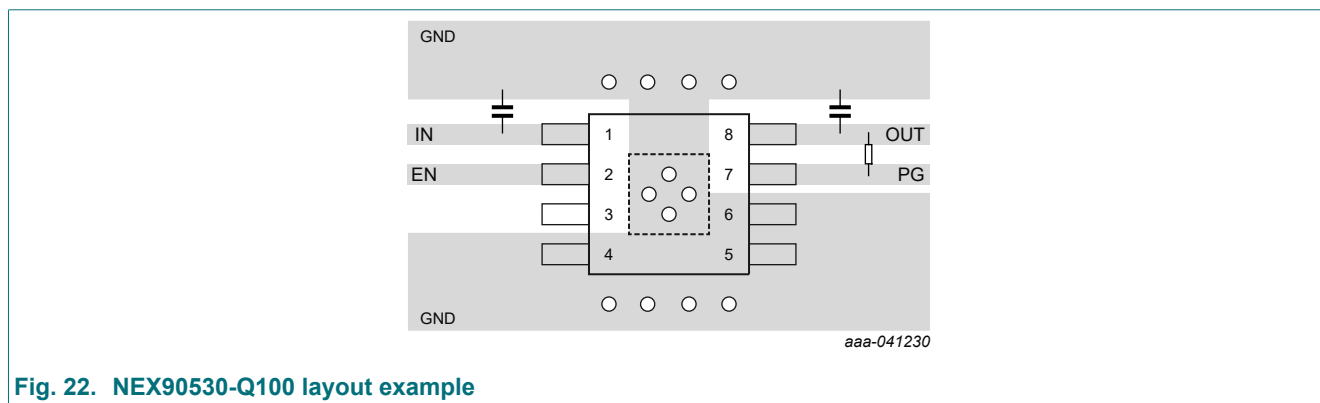 GND
IN 1 8 OUT
EN 2 7 PG
3 6
4 5
GND
aaa-041230
Fig. 22. NEX90530-Q100 layout example